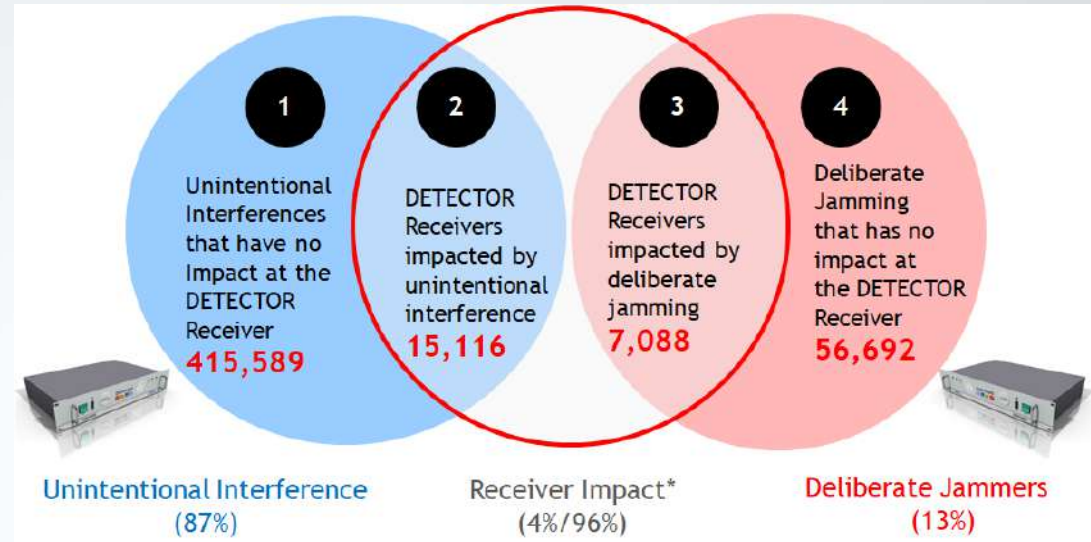 1
Unintentional
Interferences
that have no
Impact at the
DETECTOR
Receiver
415,589
2
DETECTOR
Receivers
impacted by
unintentional
interference
15,116
3
DETECTOR
Receivers
impacted by
deliberate
jamming
7,088
4
Deliberate
Jamming
that has no
impact at
the DETECTOR
Receiver
56,692
Unintentional Interference
(87%)
Receiver Impact*
(4%/96%)
Deliberate Jammers
(13%)